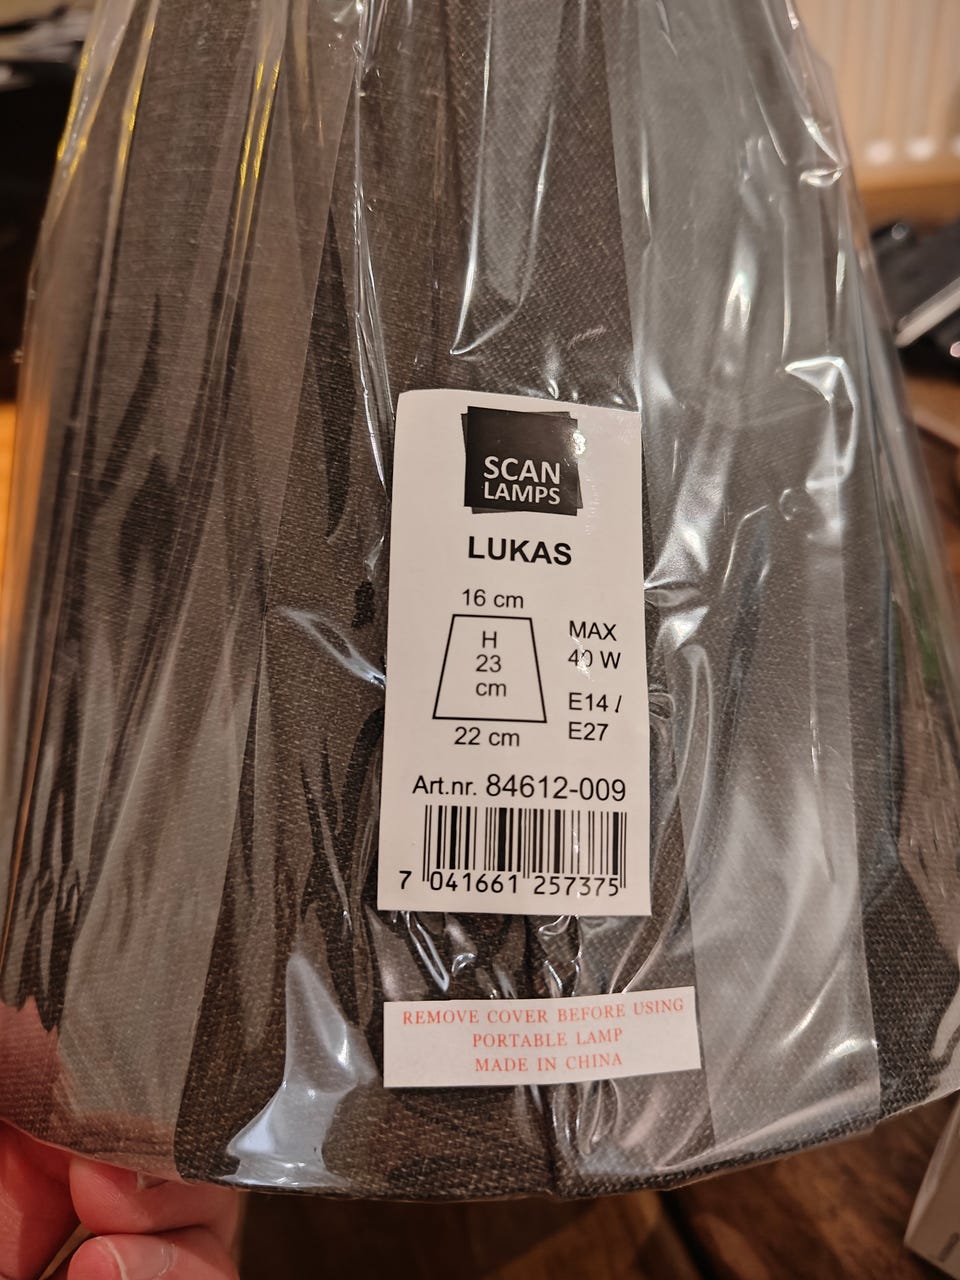 SCAN
LAMPS
LUKAS
16 cm
H
23
cm
22 cm
MAX
40 W
E14 /
E27
Art.nr. 84612-009
7 041661 257375
REMOVE COVER BEFORE USING
PORTABLE LAMP
MADE IN CHINA